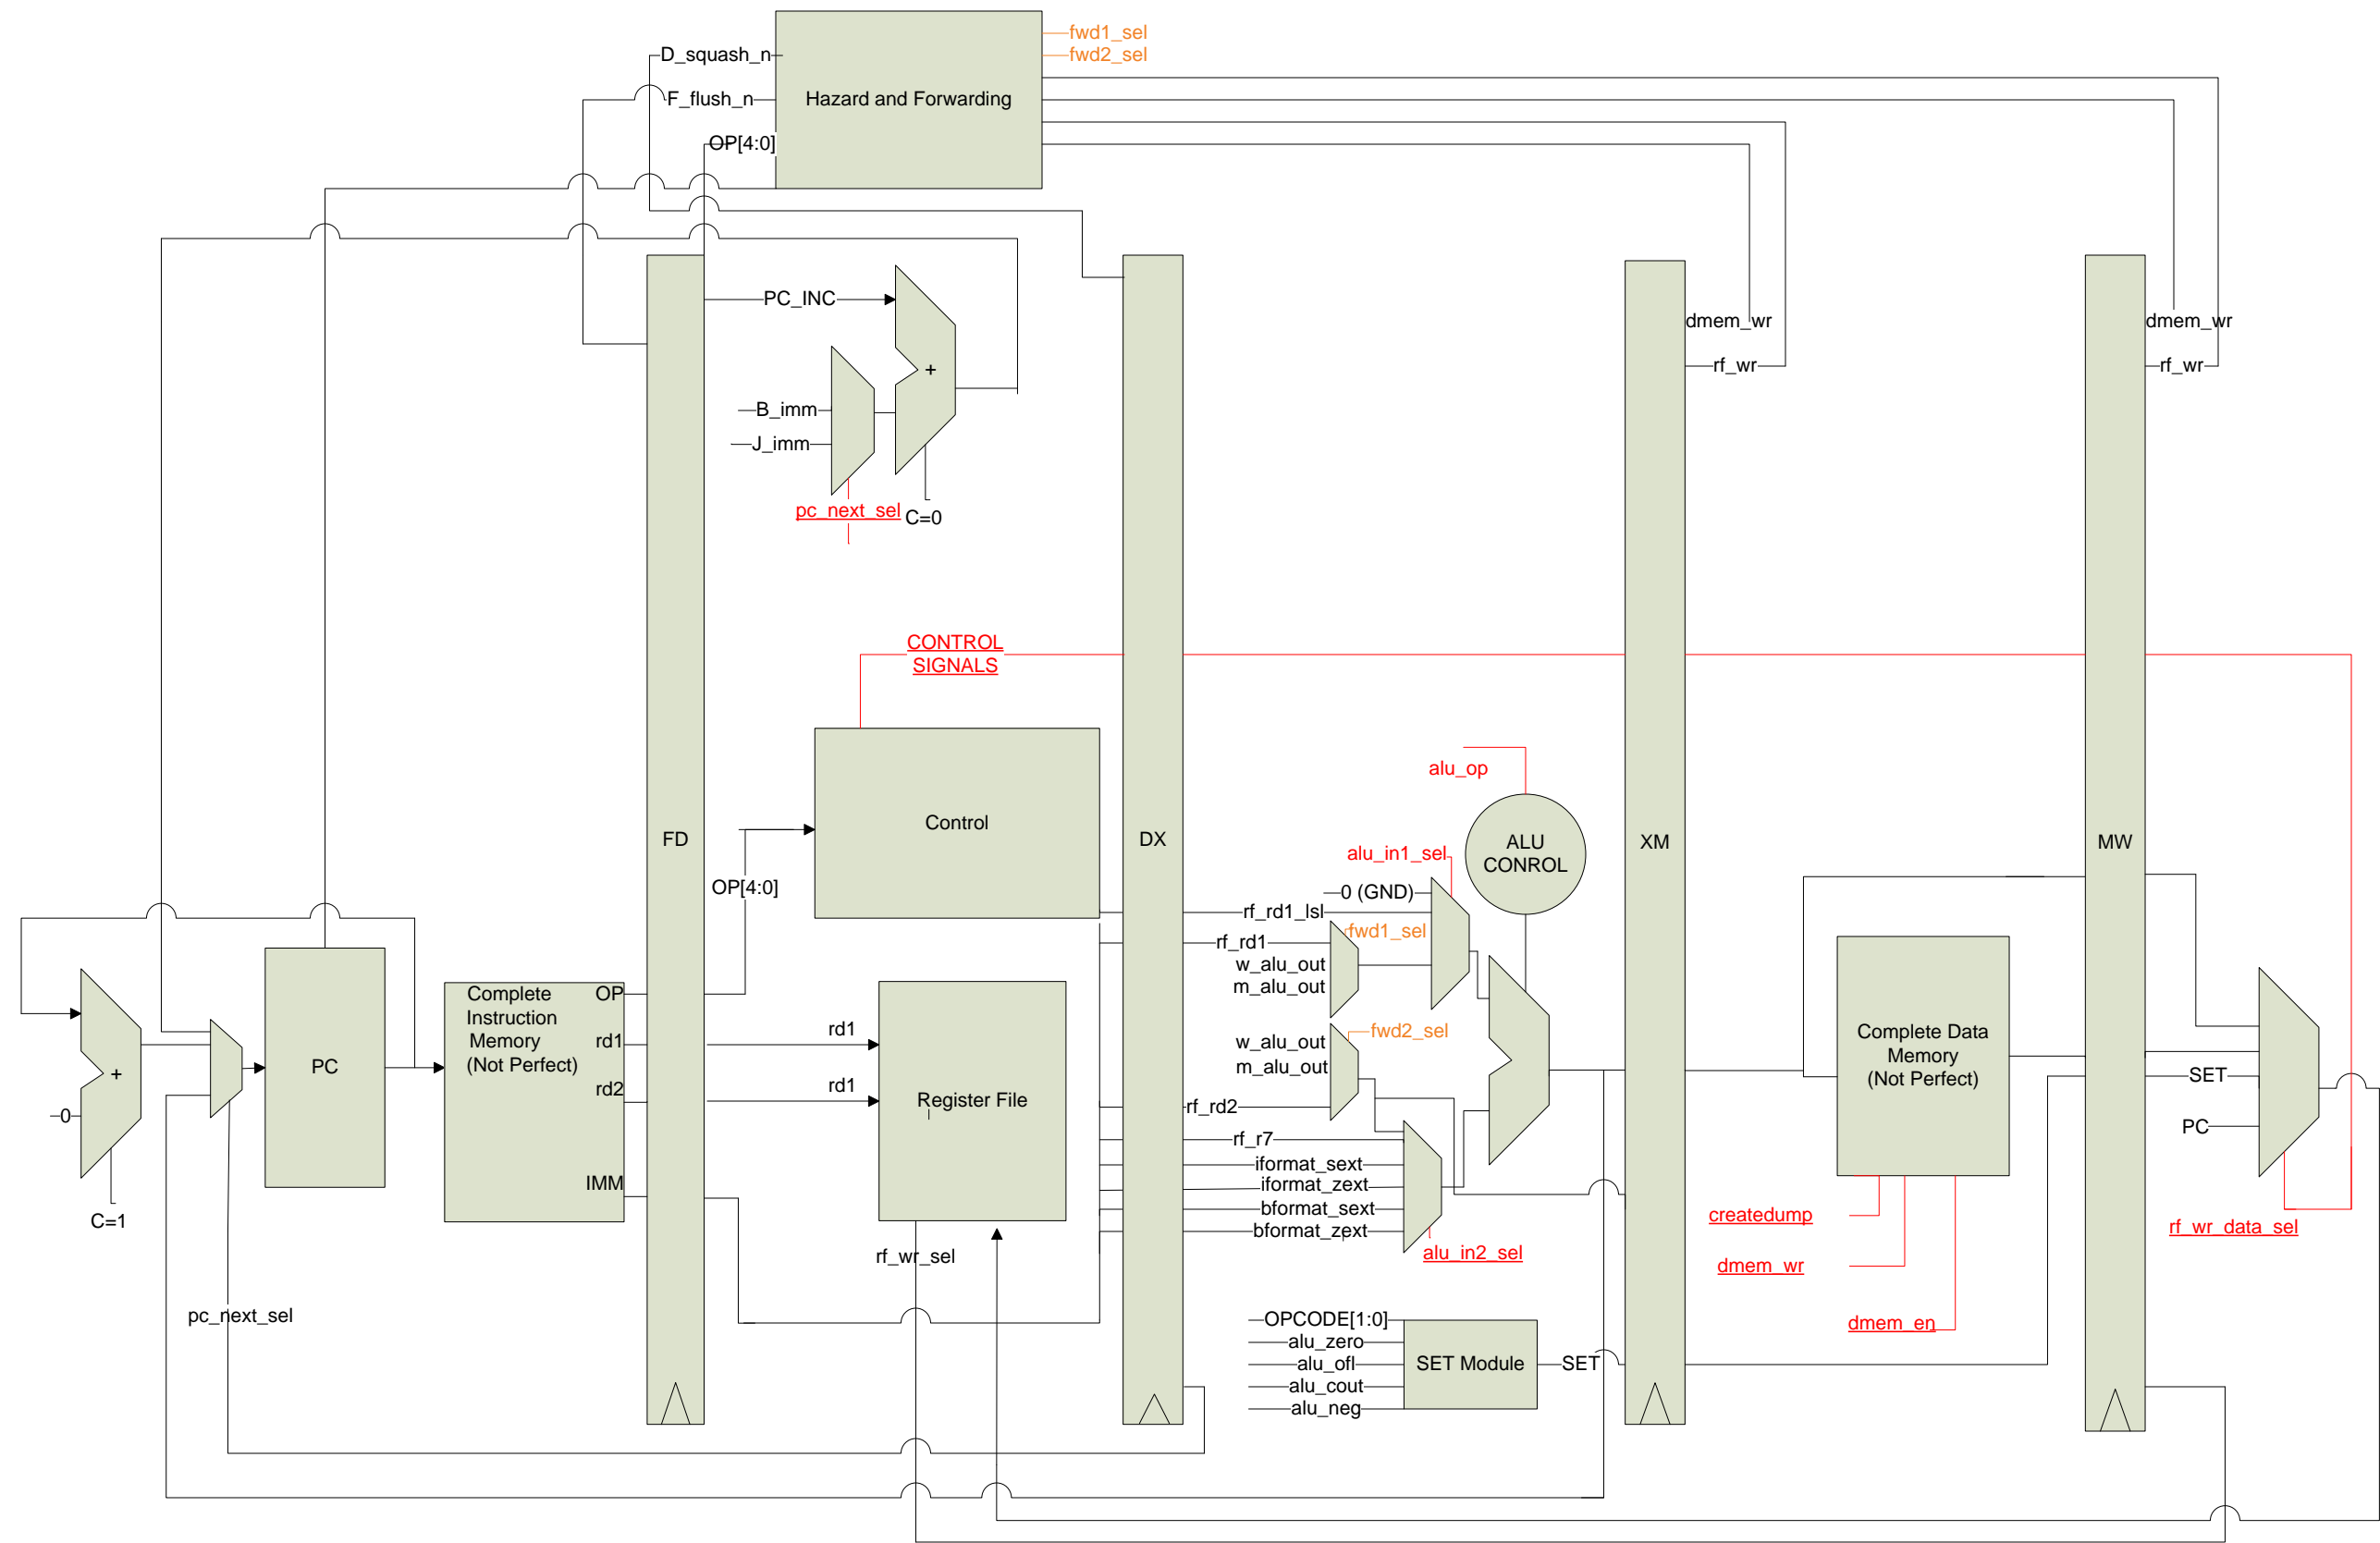 fwd1_sel
D_squash_n
fwd2_sel
F_flush_n
Hazard and Forwarding
OP[4:0]
PC_INC
dmem_wr
dmem_wr
+
rf_wr
rf_wr
B_imm
J_imm
pc_next_sel
C=0
CONTROL
SIGNALS
alu_op
Control
FD
DX
ALU
CONROL
XM
MW
alu_in1_sel
OP[4:0]
0 (GND)
rf_rd1_lsl
fwd1_sel
rf_rd1
w_alu_out
m_alu_out
Complete
Instruction
Memory
(Not Perfect)
OP
rd1
rd2
IMM
rd1
rd1
fwd2_sel
w_alu_out
m_alu_out
Complete Data
Memory
(Not Perfect)
+
PC
0
C=1
Register File
rf_rd2
rf_r7
iformat_sext
iformat_zext
bformat_sext
bformat_zext
alu_in2_sel
SET
PC
createdump
rf_wr_data_sel
rf_wr_sel
dmem_wr
dmem_en
pc_next_sel
OPCODE[1:0]
alu_zero
alu_ofl
alu_cout
alu_neg
SET Module
SET